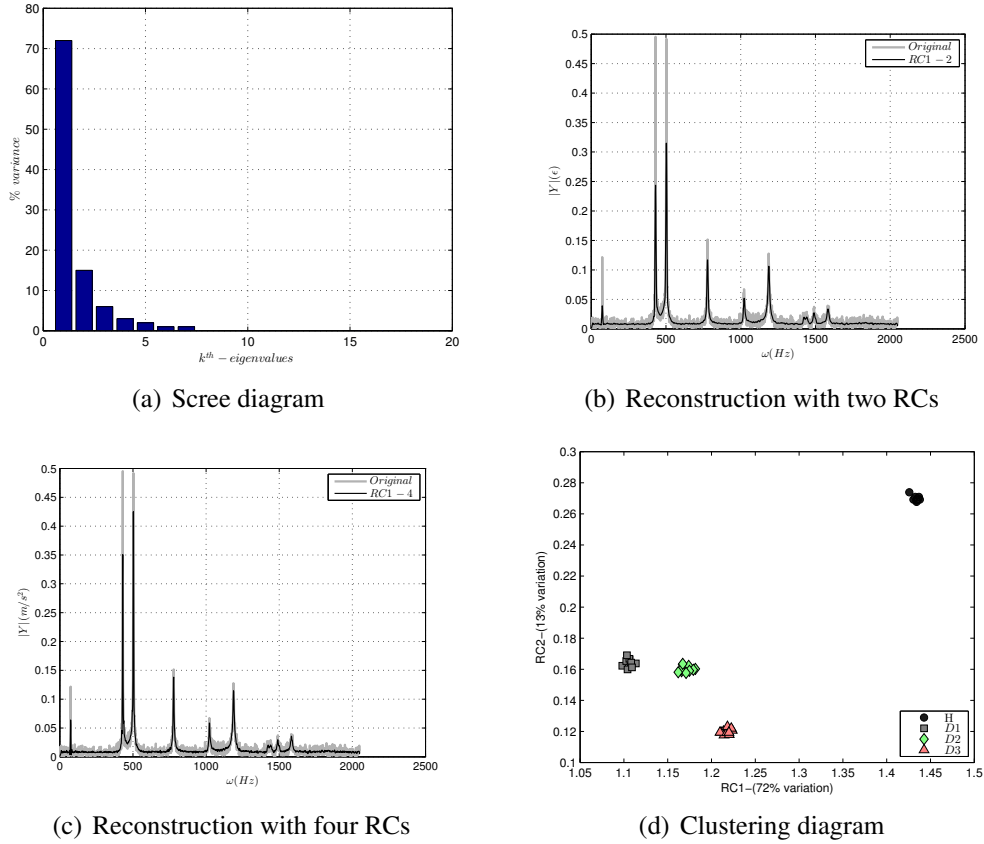 80
70
60
50
40
30
20
10
0
% variance
0 5 10 15 20
k^th − eigenvalues
(a) Scree diagram
0.5
0.45
0.4
0.35
0.3
0.25
0.2
0.15
0.1
0.05
0
|Y|(ϵ)
Original
RC1 − 2
0 500 1000 1500 2000 2500
ω(Hz)
(b) Reconstruction with two RCs
0.5
0.45
0.4
0.35
0.3
0.25
0.2
0.15
0.1
0.05
0
|Y|(m/s²)
Original
RC1 − 4
0 500 1000 1500 2000 2500
ω(Hz)
(c) Reconstruction with four RCs
0.3
0.28
0.26
0.24
0.22
0.2
0.18
0.16
0.14
0.12
0.1
RC2−(13% variation)
H
D1
D2
D3
1.05 1.1 1.15 1.2 1.25 1.3 1.35 1.4 1.45 1.5
RC1−(72% variation)
(d) Clustering diagram